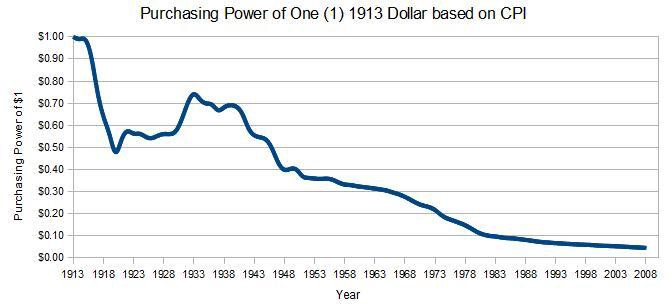 Purchasing Power of One (1) 1913 Dollar based on CPI
$1.00
$0.90
$0.80
$0.70
$0.60
$0.50
$0.40
$0.30
$0.20
$0.10
$0.00
Purchasing Power of $1
1913 1918 1923 1928 1933 1938 1943 1948 1953 1958 1963 1968 1973 1978 1983 1988 1993 1998 2003 2008
Year